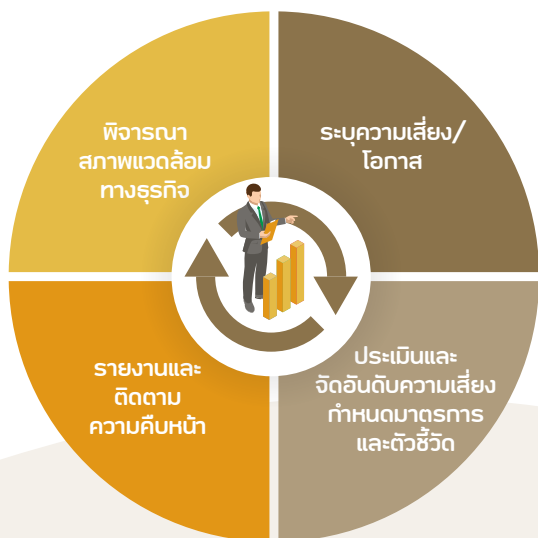 พิจารณา
สภาพแวดล้อม
ทางธุรกิจ
ระบุความเสี่ยง/
โอกาส
ประเมินและ
จัดอันดับความเสี่ยง
กำหนดมาตรการ
และตัวชี้วัด
รายงานและ
ติดตาม
ความคืบหน้า